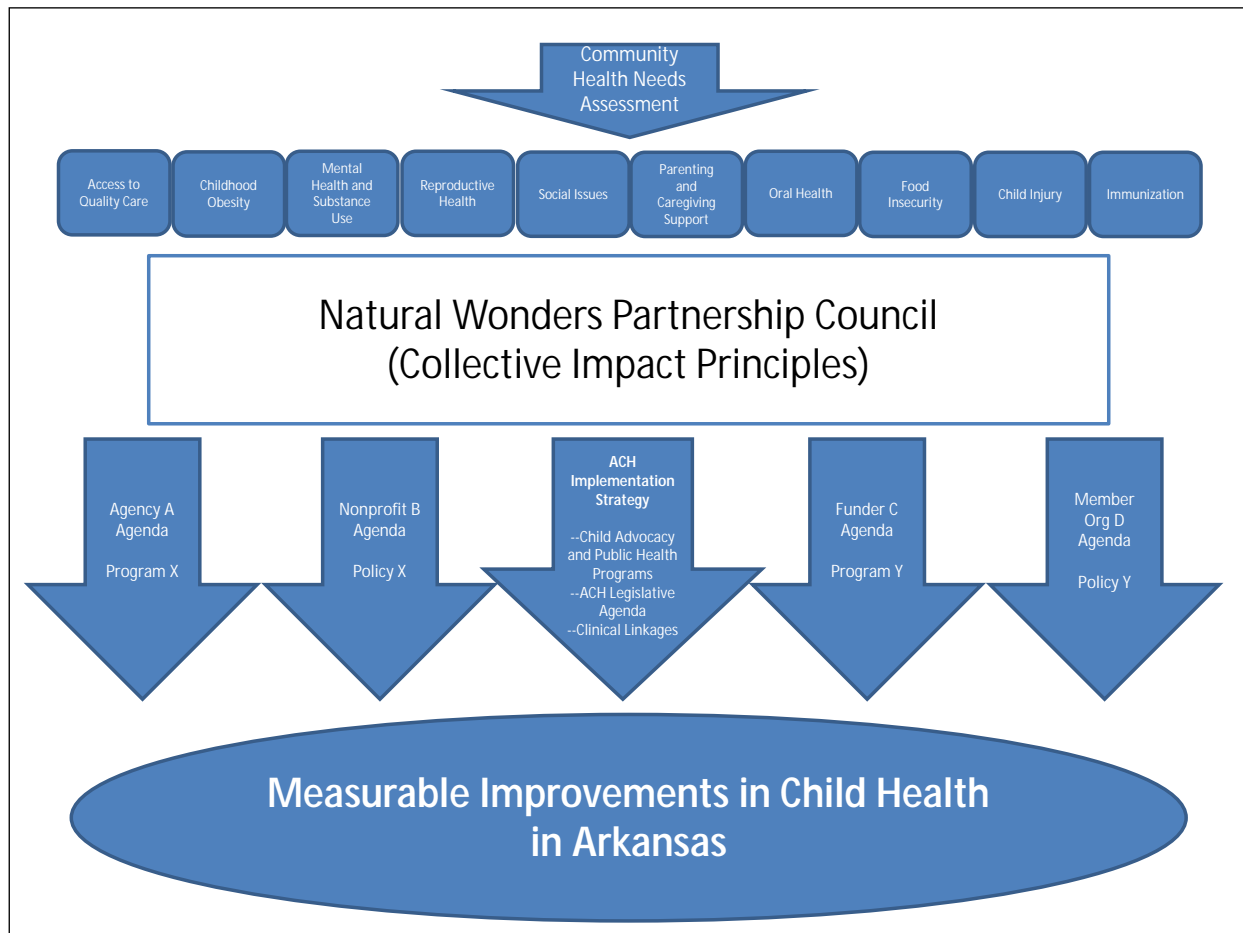 Community
Health Needs
Assessment
Access to
Quality Care
Childhood
Obesity
Mental
Health and
Substance
Use
Reproductive
Health
Social Issues
Parenting
and
Caregiving
Support
Oral Health
Food
Insecurity
Child Injury
Immunization
Natural Wonders Partnership Council
(Collective Impact Principles)
Agency A
Agenda
Program X
Nonprofit B
Agenda
Policy X
ACH
Implementation
Strategy
--Child Advocacy
and Public Health
Programs
--ACH Legislative
Agenda
--Clinical Linkages
Funder C
Agenda
Program Y
Member
Org D
Agenda
Policy Y
Measurable Improvements in Child Health
in Arkansas